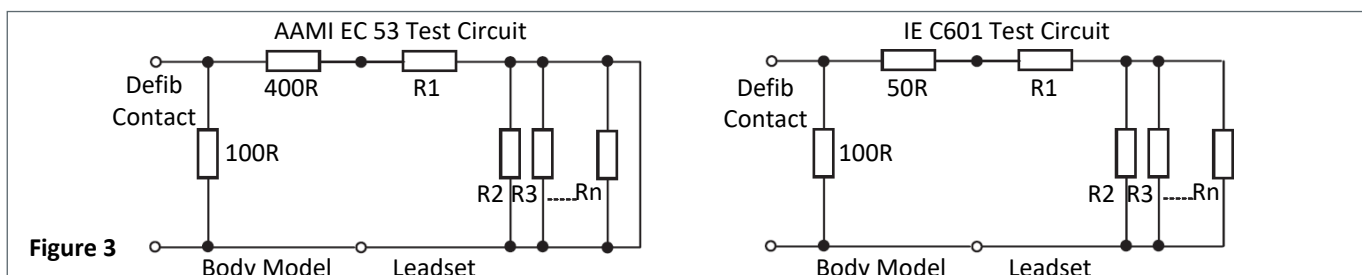 AAMI EC 53 Test Circuit
Defib
Contact
400R
R1
100R
R2 R3 ......Rn
Figure 3
Body Model
Leadset
IE C601 Test Circuit
Defib
Contact
50R
R1
100R
R2 R3 ......Rn
Body Model
Leadset